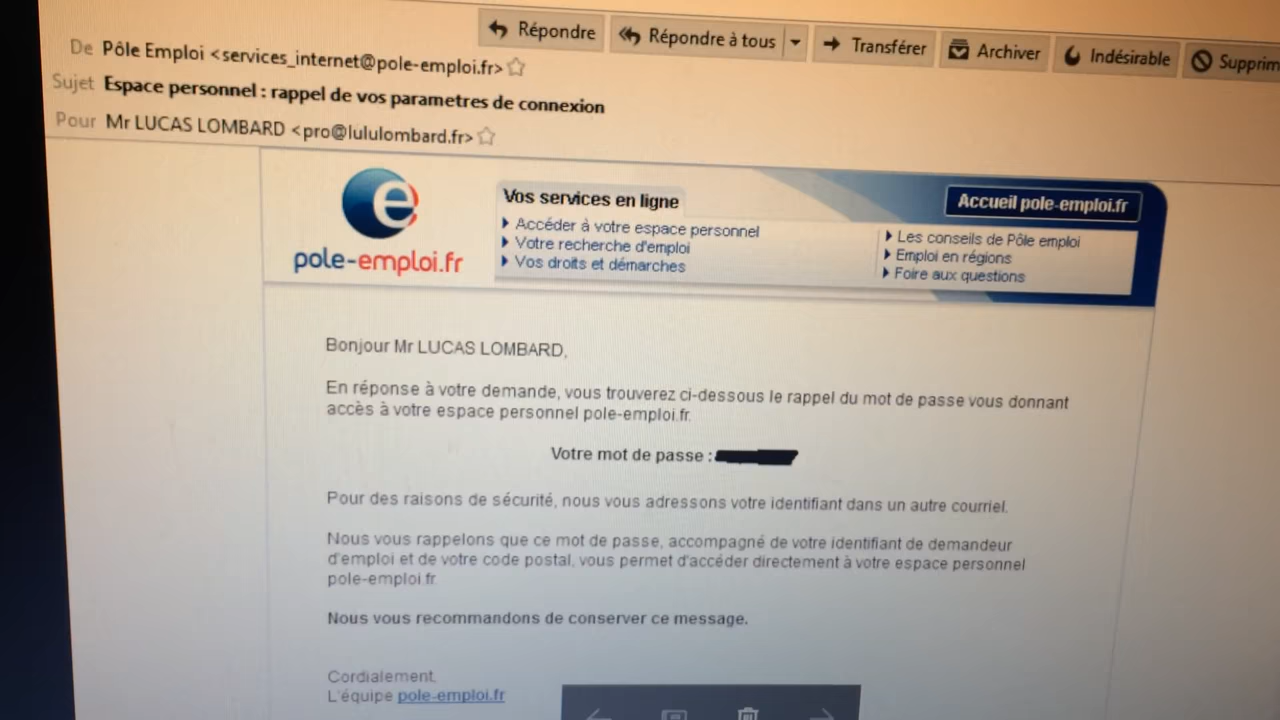 Répondre
Répondre à tous
Transférer
Archiver
Indésirable
Supprim
De Pôle Emploi <services_internet@pole-emploi.fr>
Sujet Espace personnel : rappel de vos parametres de connexion
Pour Mr LUCAS LOMBARD <pro@lululombard.fr>
pole-emploi.fr
Vos services en ligne
Accéder à votre espace personnel
Votre recherche d'emploi
Vos droits et démarches
Accueil pole-emploi.fr
Les conseils de Pôle emploi
Emploi en régions
Foire aux questions
Bonjour Mr LUCAS LOMBARD,
En réponse à votre demande, vous trouverez ci-dessous le rappel du mot de passe vous donnant
accès à votre espace personnel pole-emploi.fr.
Votre mot de passe :
Pour des raisons de sécurité, nous vous adressons votre identifiant dans un autre courriel.
Nous vous rappelons que ce mot de passe, accompagné de votre identifiant de demandeur
d'emploi et de votre code postal, vous permet d'accéder directement à votre espace personnel
pole-emploi.fr
Nous vous recommandons de conserver ce message.
Cordialement,
L'équipe pole-emploi.fr